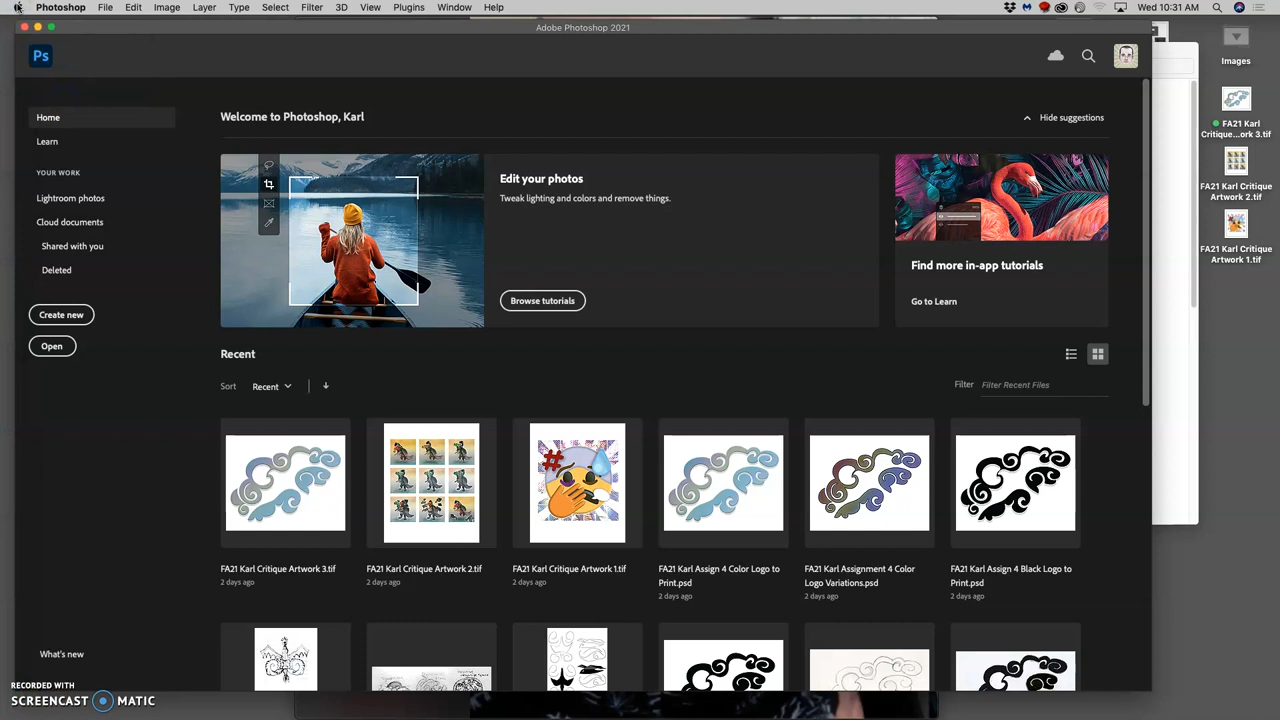 Photoshop File Edit Image Layer Type Select Filter 3D View Plugins Window Help Wed 10:31 AM
Adobe Photoshop 2021
Ps
Images
Home
Welcome to Photoshop, Karl
Hide suggestions
Learn
YOUR WORK
Lightroom photos
Cloud documents
Shared with you
Deleted
Create new
Open
Edit your photos
Tweak lighting and colors and remove things.
Browse tutorials
Find more in-app tutorials
Go to Learn
FA21 Karl
Critique...ork 3.tif
FA21 Karl Critique
Artwork 2.tif
FA21 Karl Critique
Artwork 1.tif
Recent
Sort Recent
Filter Filter Recent Files
FA21 Karl Critique Artwork 3.tif
2 days ago
FA21 Karl Critique Artwork 2.tif
2 days ago
FA21 Karl Critique Artwork 1.tif
2 days ago
FA21 Karl Assign 4 Color Logo to
Print.psd
2 days ago
FA21 Karl Assignment 4 Color
Logo Variations.psd
2 days ago
FA21 Karl Assign 4 Black Logo to
Print.psd
2 days ago
What's new
RECORDED WITH
SCREENCAST MATIC